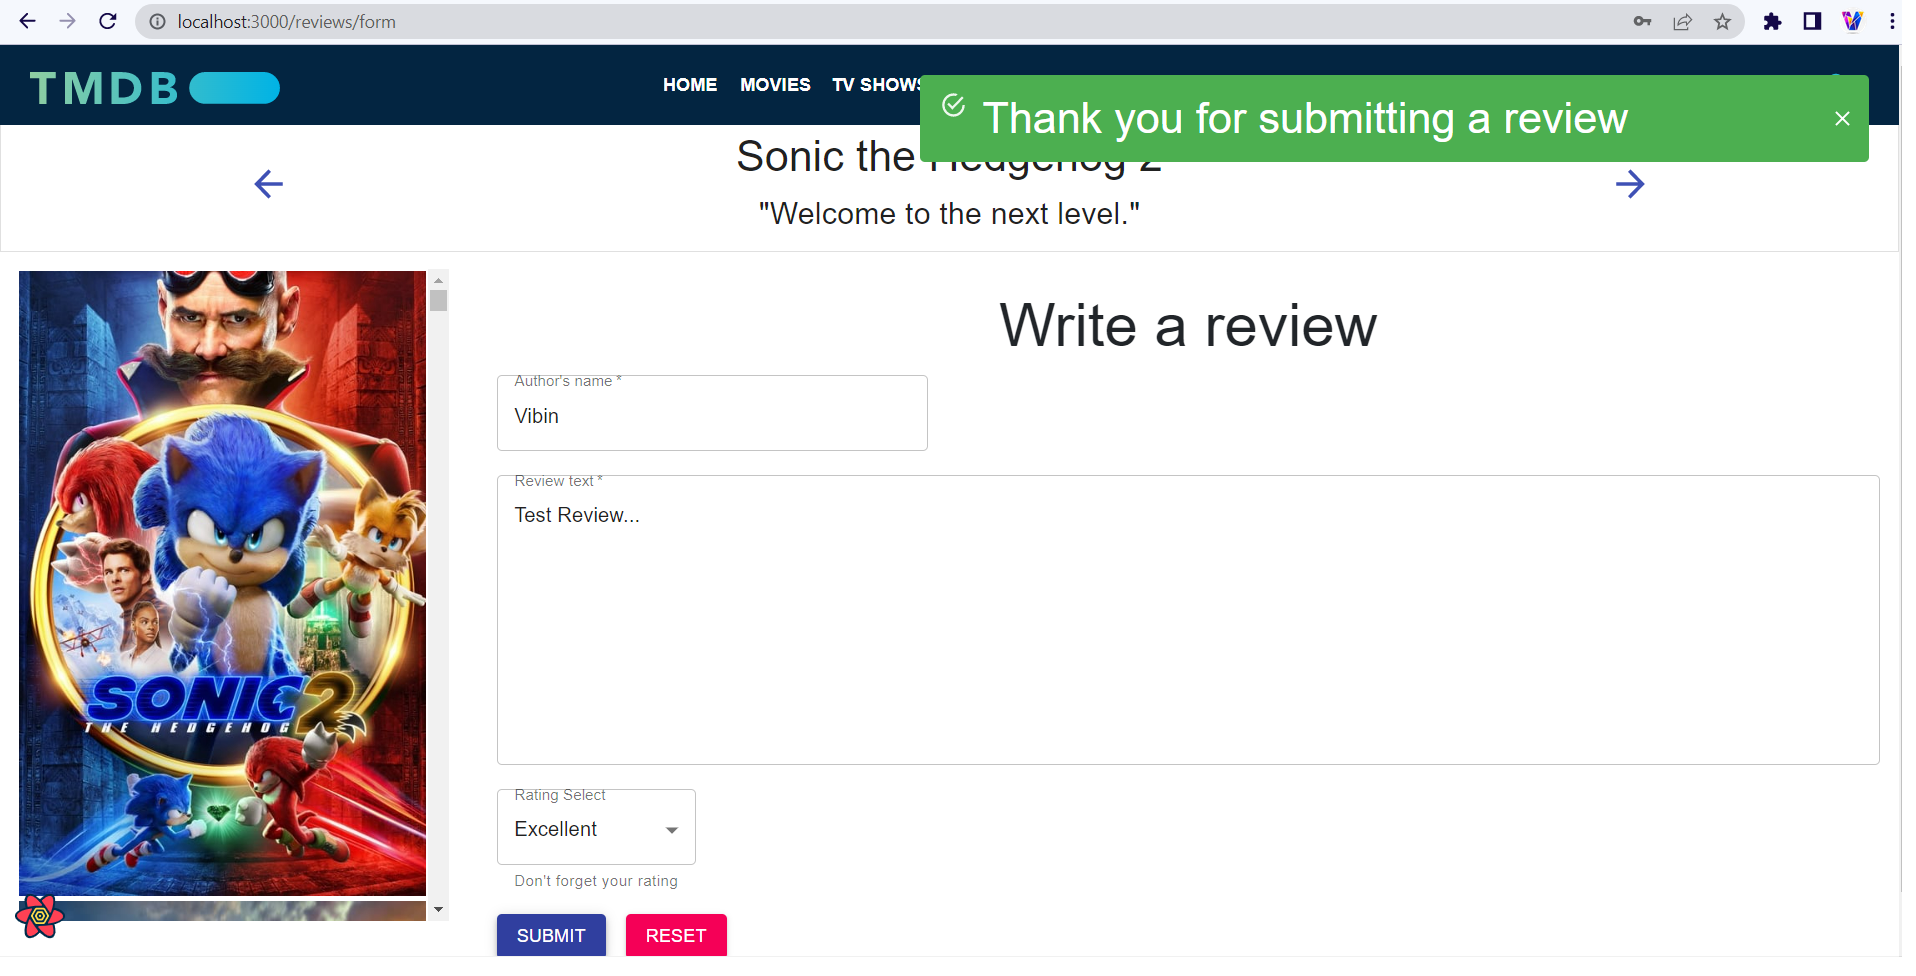 localhost:3000/reviews/form
TMDB
HOME MOVIES TV SHOWS
Thank you for submitting a review
Sonic the Hedgehog 2
"Welcome to the next level."
Write a review
Author's name *
Vibin
Review text *
Test Review...
SONIC 2
THE HEDGEHOG
Rating Select
Excellent
Don't forget your rating
SUBMIT RESET